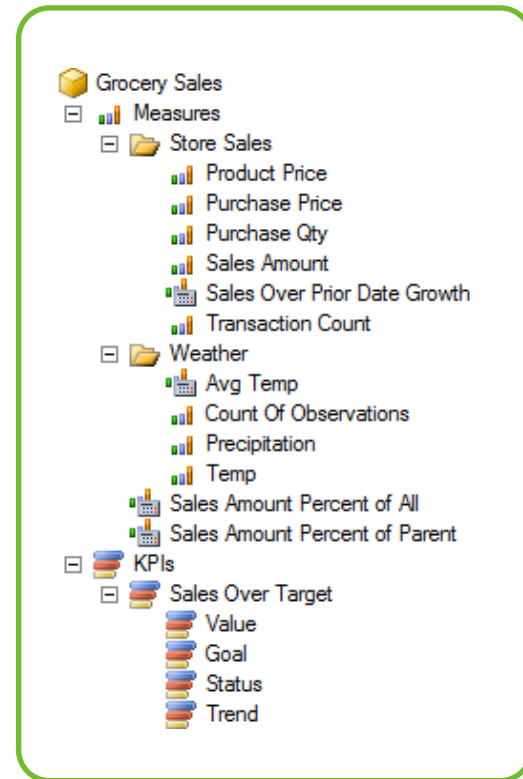 Grocery Sales
Measures
Store Sales
Product Price
Purchase Price
Purchase Qty
Sales Amount
Sales Over Prior Date Growth
Transaction Count
Weather
Avg Temp
Count Of Observations
Precipitation
Temp
Sales Amount Percent of All
Sales Amount Percent of Parent
KPIs
Sales Over Target
Value
Goal
Status
Trend